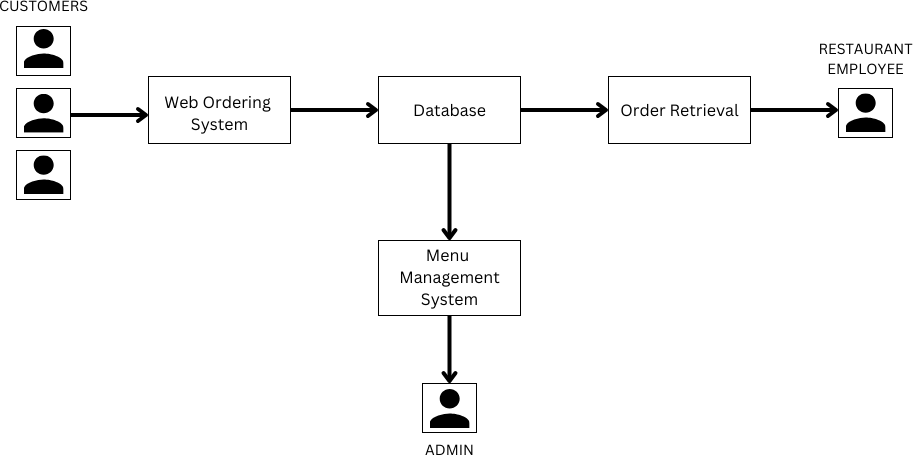 CUSTOMERS
RESTAURANT
EMPLOYEE
Web Ordering
System
Database
Order Retrieval
Menu
Management
System
ADMIN